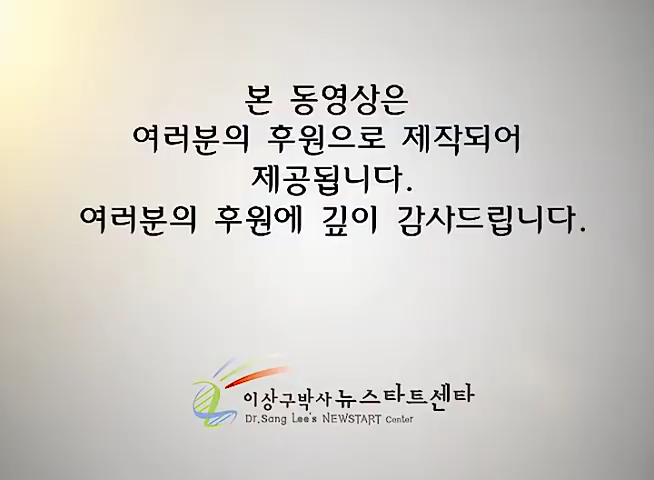 본 동영상은
여러분의 후원으로 제작되어
제공됩니다.
여러분의 후원에 깊이 감사드립니다.
이상구박사 뉴스타트센타
Dr.Sang Lee's NEWSTART Center